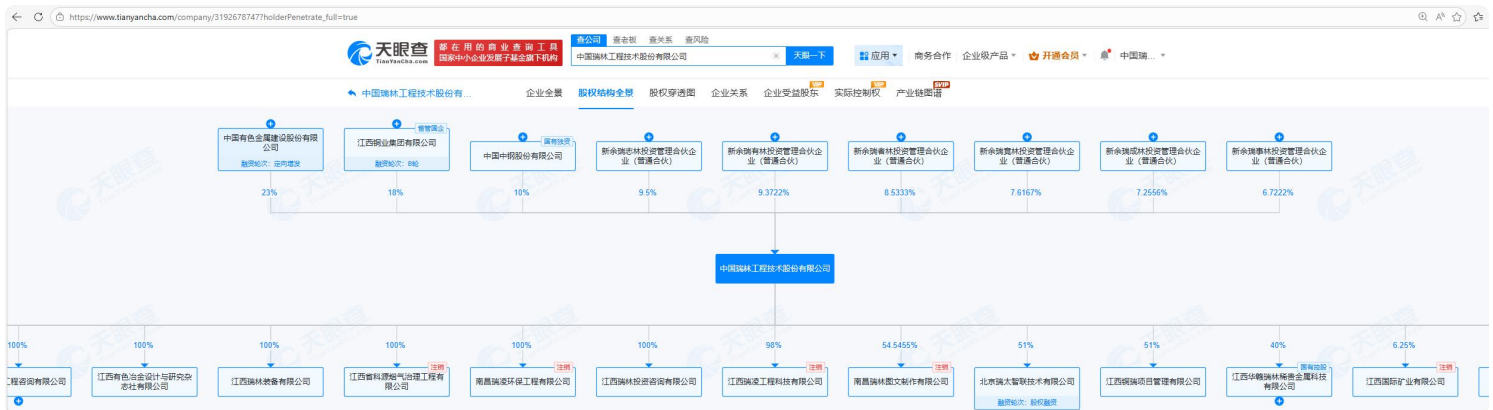 https://www.tianyancha.com/company/3192678747?holderPenetrate_full=true
天眼查
TianYanCha.com
都在用的商业查询工具
国家中小企业发展子基金旗下机构
查公司 查老板 查关系 查风险
中国瑞林工程技术股份有限公司 × 天眼一下
应用 商务合作 企业级产品 开通会员 中国瑞...
中国瑞林工程技术股份有...
企业全景 股权结构全景 股权穿透图 企业关系 企业受益股东 VIP 实际控制权 VIP 产业链图谱 SVIP
中国有色金属建设股份有限
公司
融资轮次：定向增发
23%
省管国企
江西铜业集团有限公司
融资轮次：B轮
18%
国有独资
中国中钢股份有限公司
10%
新余瑞志林投资管理合伙企
业（普通合伙）
9.5%
新余瑞有林投资管理合伙企
业（普通合伙）
9.3722%
新余瑞者林投资管理合伙企
业（普通合伙）
8.5333%
新余瑞竟林投资管理合伙企
业（普通合伙）
7.6167%
新余瑞成林投资管理合伙企
业（普通合伙）
7.2556%
新余瑞事林投资管理合伙企
业（普通合伙）
6.7222%
中国瑞林工程技术股份有限公司
100%
工程咨询有限公司
100%
江西有色冶金设计与研究杂
志社有限公司
100%
江西瑞林装备有限公司
100%
注销
江西省科源烟气治理工程有
限公司
100%
注销
南昌瑞凌环保工程有限公司
100%
江西瑞林投资咨询有限公司
98%
注销
江西瑞凌工程科技有限公司
54.5455%
注销
南昌瑞林图文制作有限公司
51%
北京瑞太智联技术有限公司
融资轮次：股权融资
51%
江西铜瑞项目管理有限公司
40%
国有控股
江西华赣瑞林稀贵金属科技
有限公司
6.25%
注销
江西国际矿业有限公司
天眼查
天眼查
天眼查
天眼查
天眼查
天眼查